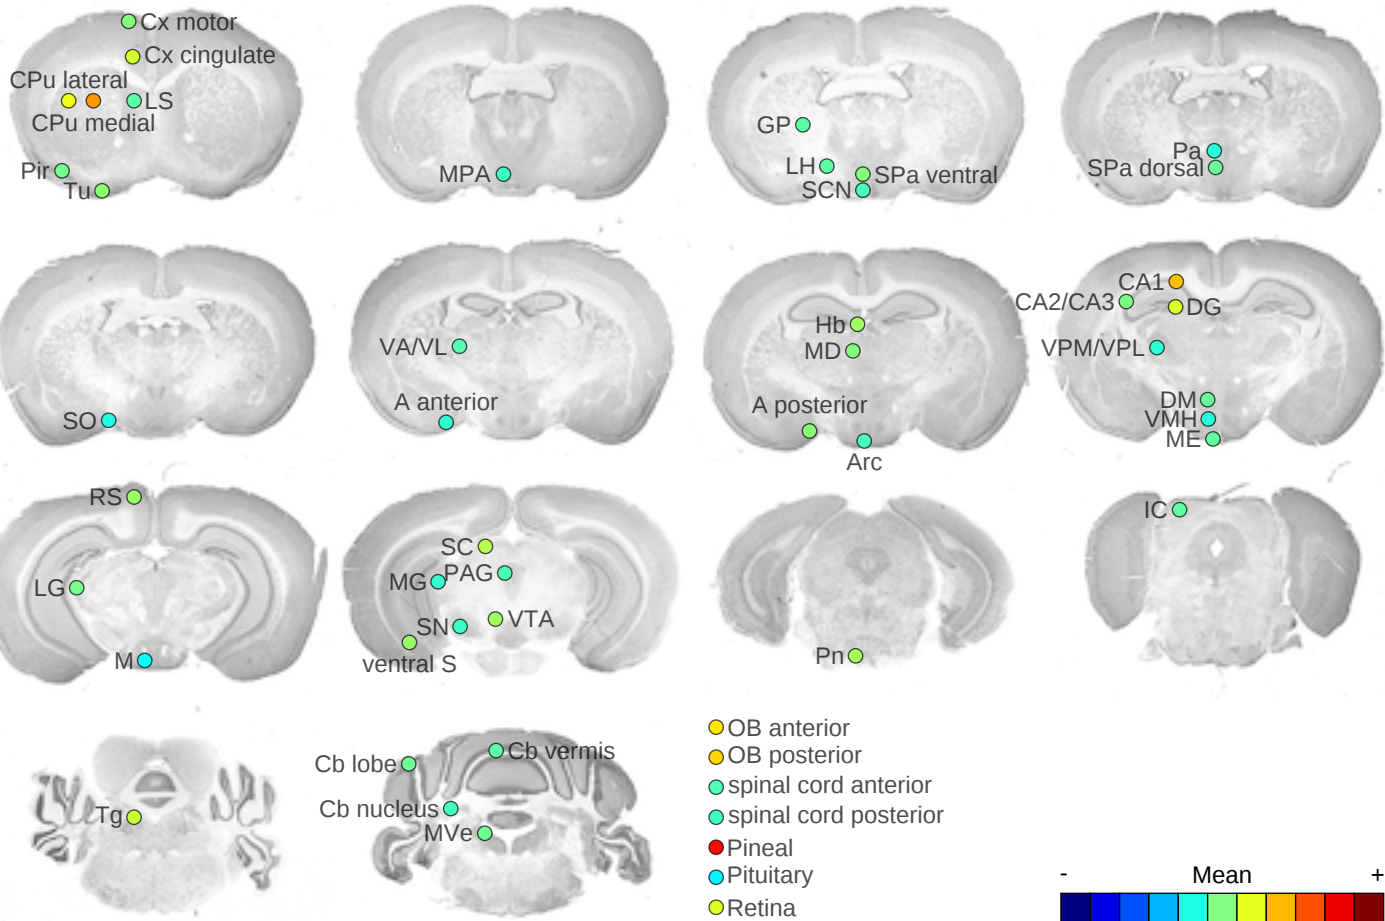 Cx motor
Cx cingulate
CPu lateral
LS
CPu medial
Pir
Tu
MPA
GP
LH
SPa ventral
SCN
Pa
SPa dorsal
SO
VA/VL
A anterior
Hb
MD
A posterior
Arc
CA1
CA2/CA3
DG
VPM/VPL
DM
VMH
ME
RS
LG
M
SC
MG
PAG
SN
VTA
ventral S
Pn
IC
Tg
Cb lobe
Cb vermis
Cb nucleus
MVe
OB anterior
OB posterior
spinal cord anterior
spinal cord posterior
Pineal
Pituitary
Retina
- Mean +